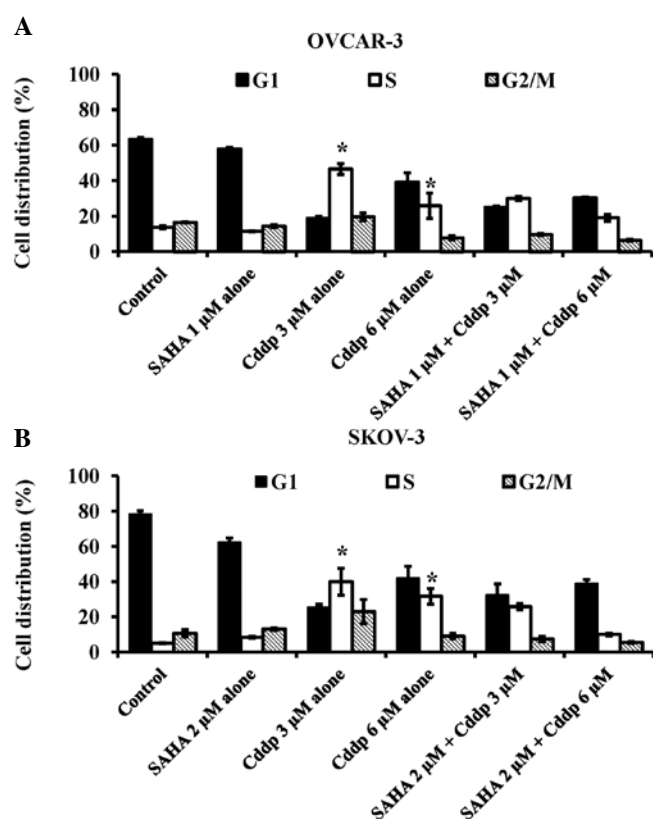 A
OVCAR-3
G1 S G2/M
Cell distribution (%)
100
80
60
40
20
0
* *
Control
SAHA 1 µM alone
Cddp 3 µM alone
Cddp 6 µM alone
SAHA 1 µM + Cddp 3 µM
SAHA 1 µM + Cddp 6 µM
B
SKOV-3
G1 S G2/M
Cell distribution (%)
100
80
60
40
20
0
* *
Control
SAHA 2 µM alone
Cddp 3 µM alone
Cddp 6 µM alone
SAHA 2 µM + Cddp 3 µM
SAHA 2 µM + Cddp 6 µM